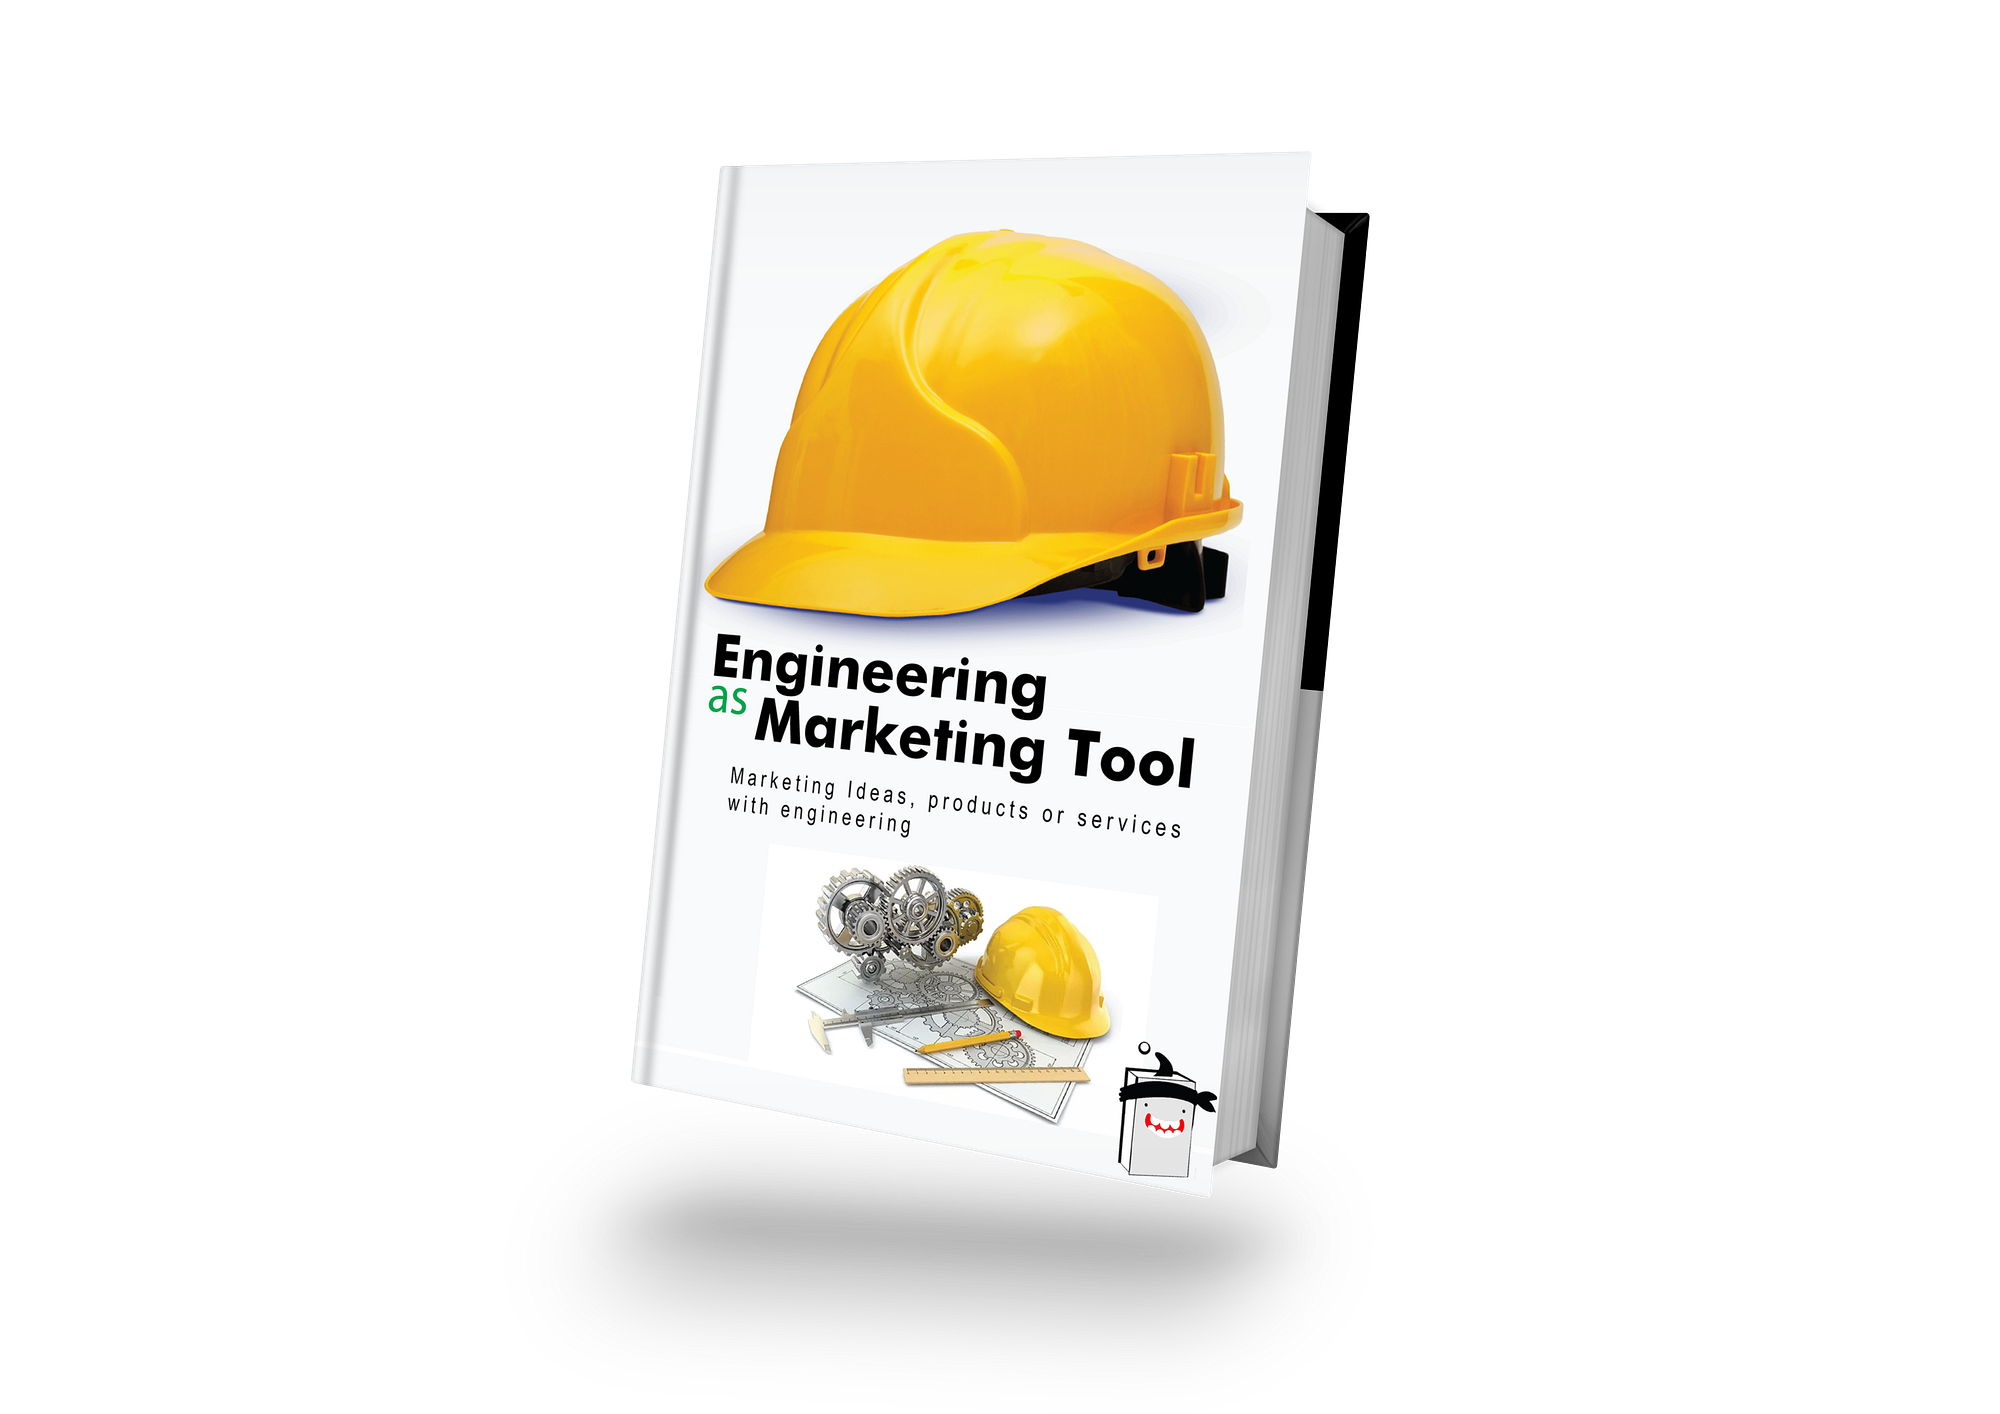 Engineering
as Marketing Tool
Marketing Ideas, products or services
with engineering